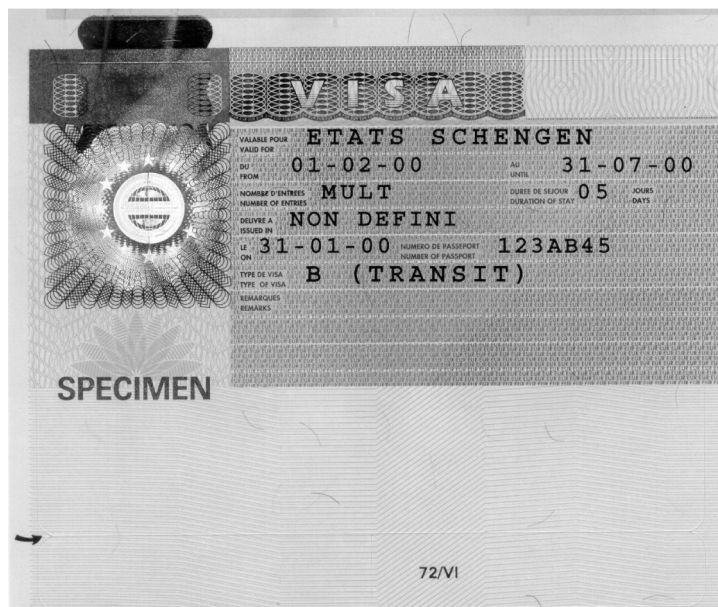 VISA
VALABLE POUR ETATS SCHENGEN
VALID FOR
DU 01-02-00 AU 31-07-00
FROM UNTIL
NOMBRE D'ENTREES MULT DUREE DE SEJOUR 05 JOURS
NUMBER OF ENTRIES DURATION OF STAY DAYS
DELIVRE A NON DEFINI
ISSUED IN
LE 31-01-00 NUMERO DE PASSEPORT 123AB45
ON NUMBER OF PASSPORT
TYPE DE VISA B (TRANSIT)
TYPE OF VISA
REMARQUES
REMARKS
SPECIMEN
72/VI